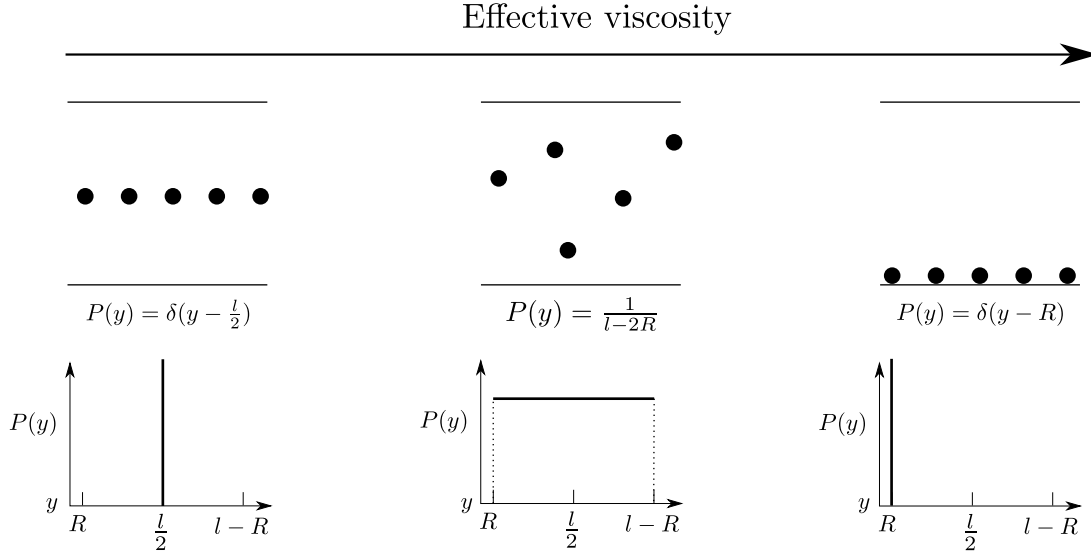 Effective viscosity
P(y) = δ(y − l/2)
P(y) = 1/(l−2R)
P(y) = δ(y − R)
P(y)
y
R
l/2
l − R
P(y)
y
R
l/2
l − R
P(y)
y
R
l/2
l − R